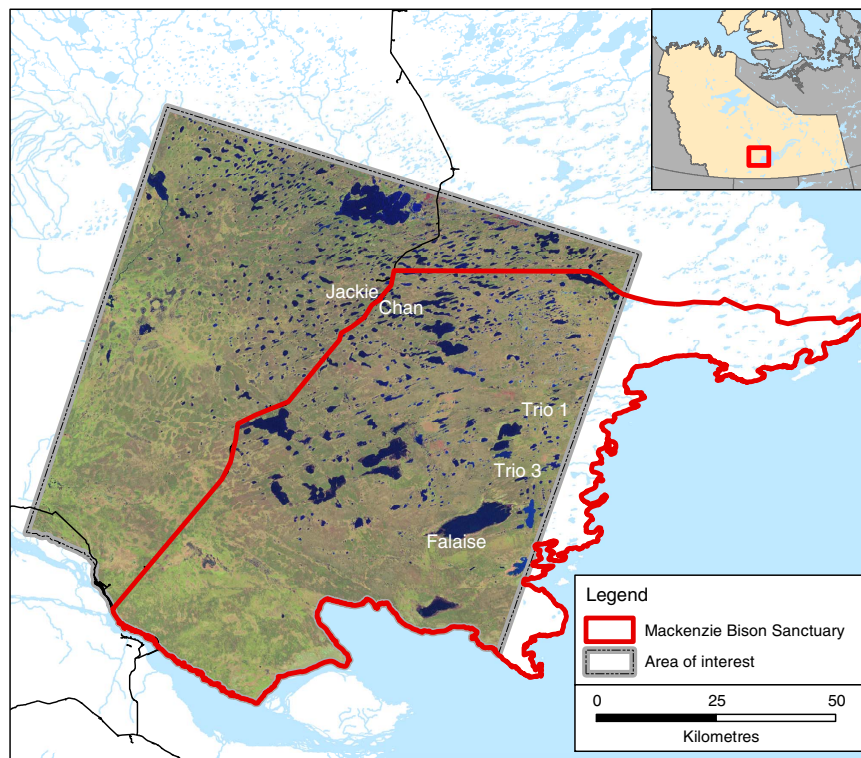 Jackie
Chan
Trio 1
Trio 3
Falaise
Legend
Mackenzie Bison Sanctuary
Area of interest
0 25 50
Kilometres